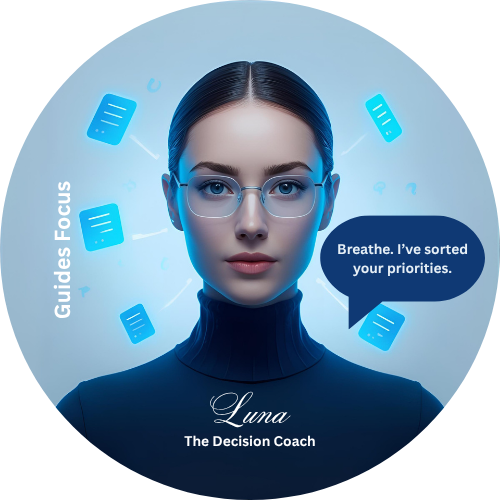 Guides Focus
Breathe. I've sorted
your priorities.
Luna
The Decision Coach